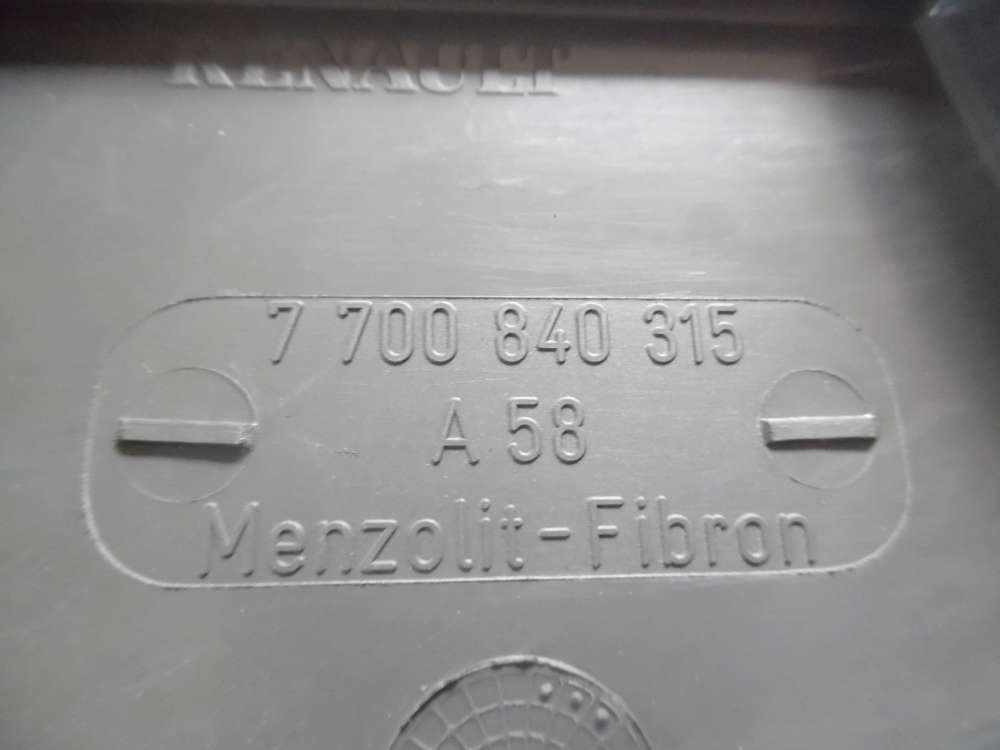 RENAULT
7 700 840 315
A 58
Menzolit-Fibron